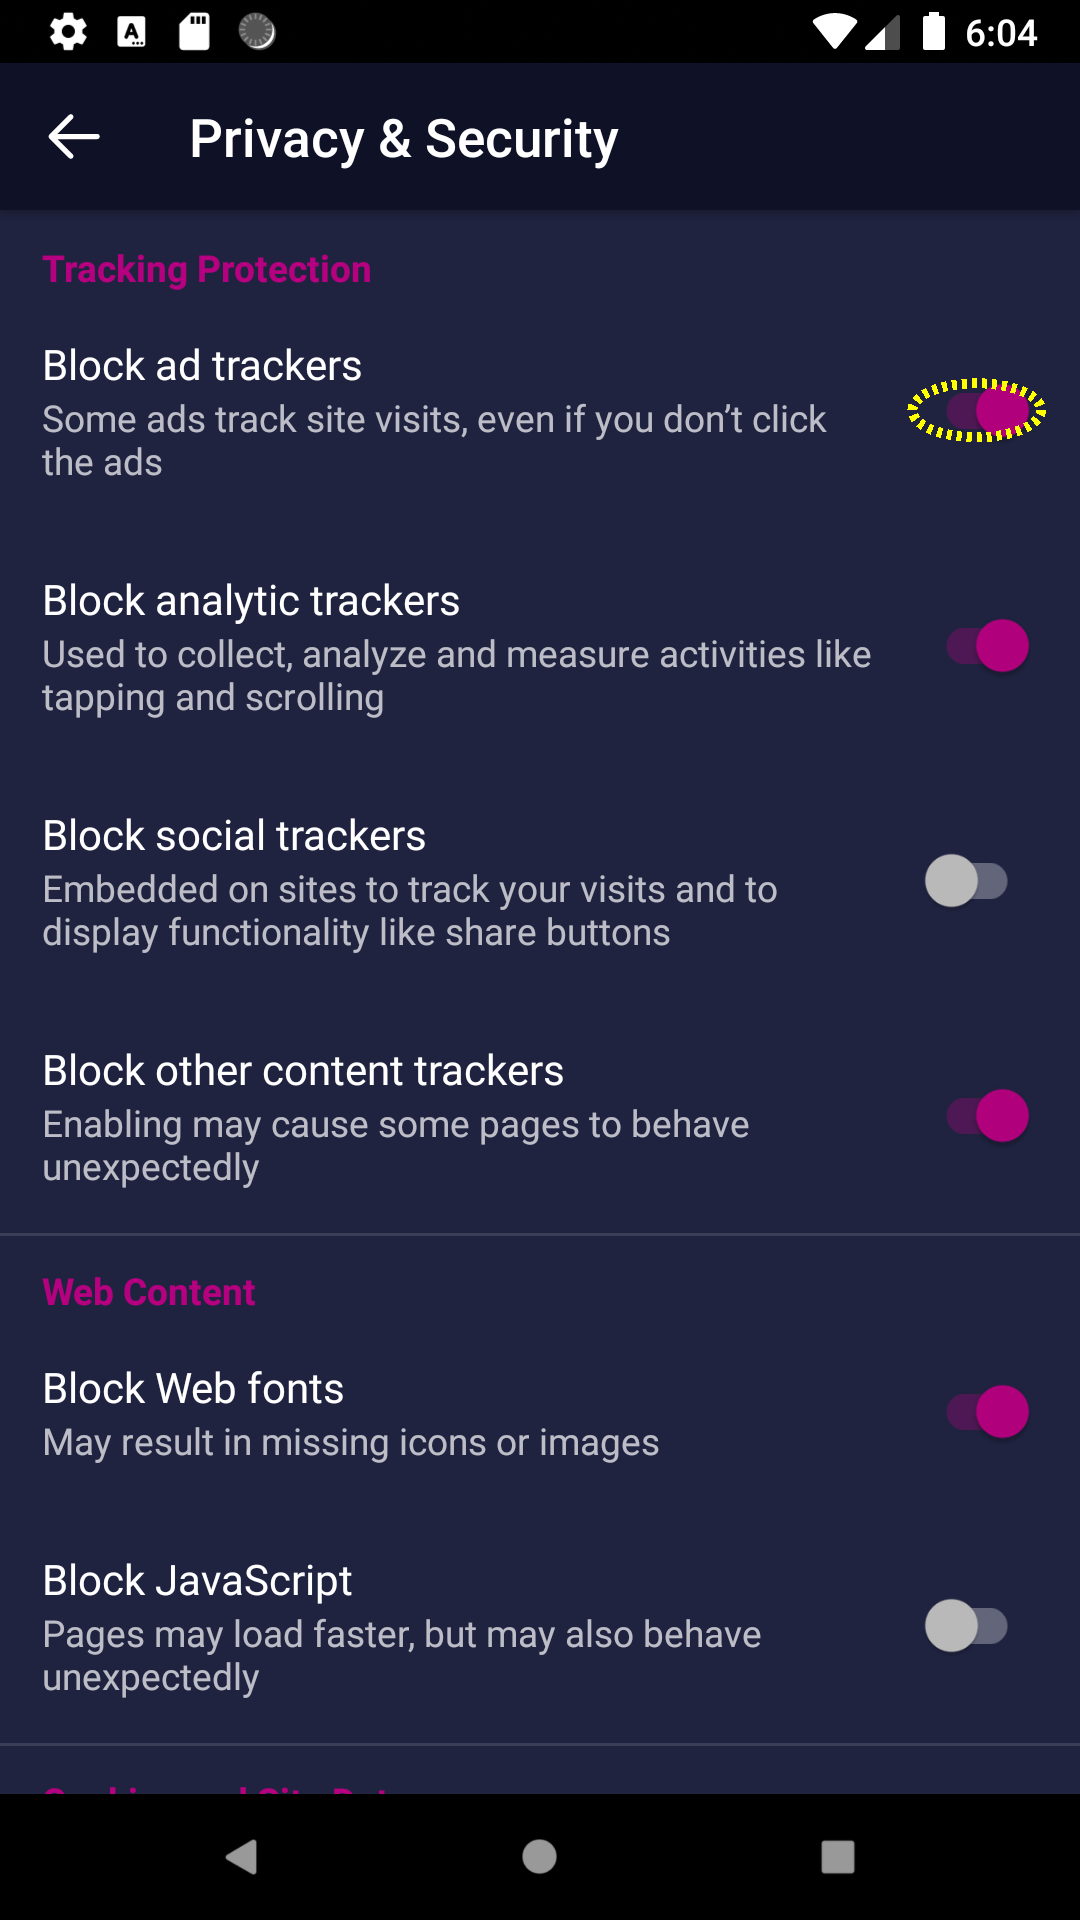 6:04
Privacy & Security
Tracking Protection
Block ad trackers
Some ads track site visits, even if you don’t click
the ads
Block analytic trackers
Used to collect, analyze and measure activities like
tapping and scrolling
Block social trackers
Embedded on sites to track your visits and to
display functionality like share buttons
Block other content trackers
Enabling may cause some pages to behave
unexpectedly
Web Content
Block Web fonts
May result in missing icons or images
Block JavaScript
Pages may load faster, but may also behave
unexpectedly